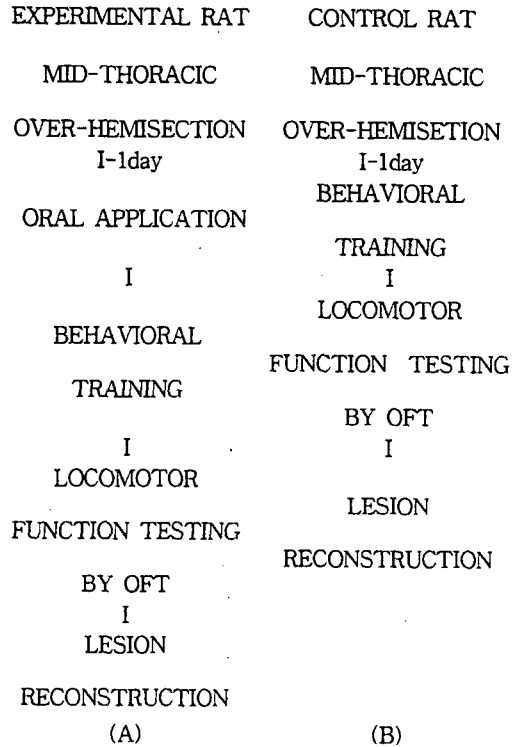 EXPERIMENTAL RAT
MID-THORACIC
OVER-HEMISECTION
I-1day
ORAL APPLICATION
I
BEHAVIORAL
TRAINING
I
LOCOMOTOR
FUNCTION TESTING
BY OFT
I
LESION
RECONSTRUCTION
(A)
CONTROL RAT
MID-THORACIC
OVER-HEMISETION
I-1day
BEHAVIORAL
TRAINING
I
LOCOMOTOR
FUNCTION TESTING
BY OFT
I
LESION
RECONSTRUCTION
(B)